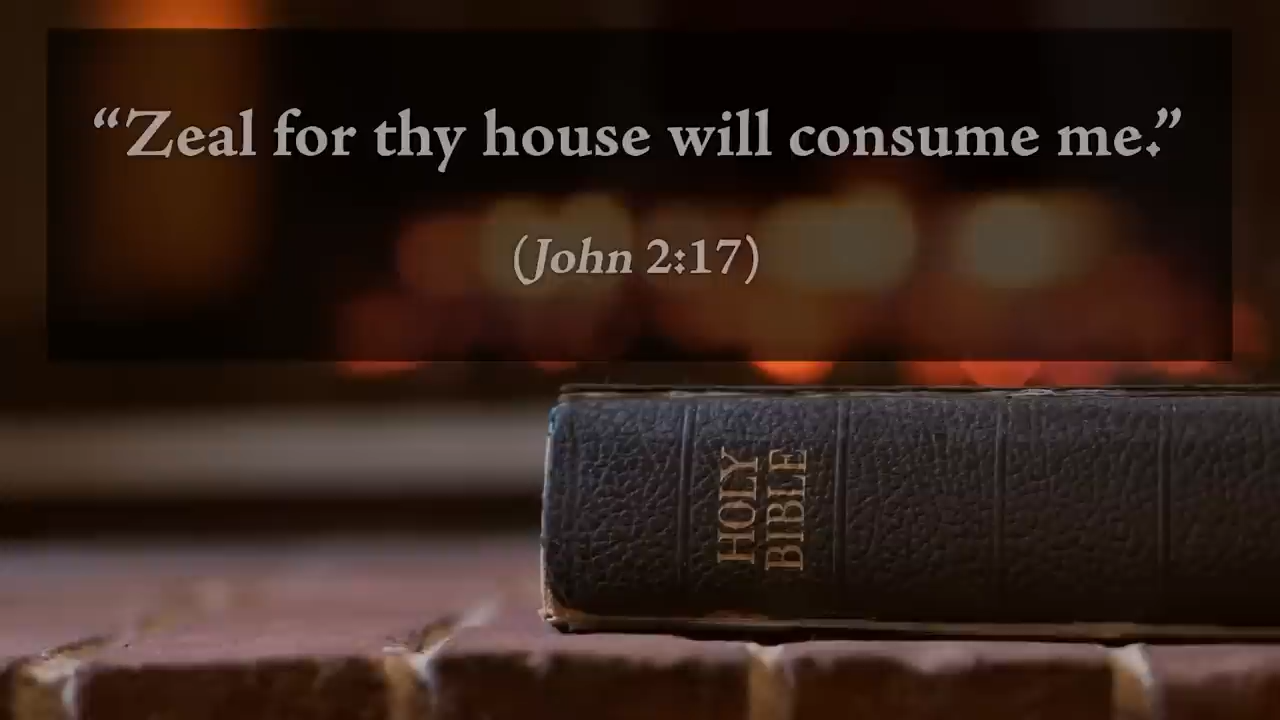 “Zeal for thy house will consume me.”
(John 2:17)
HOLY
BIBLE